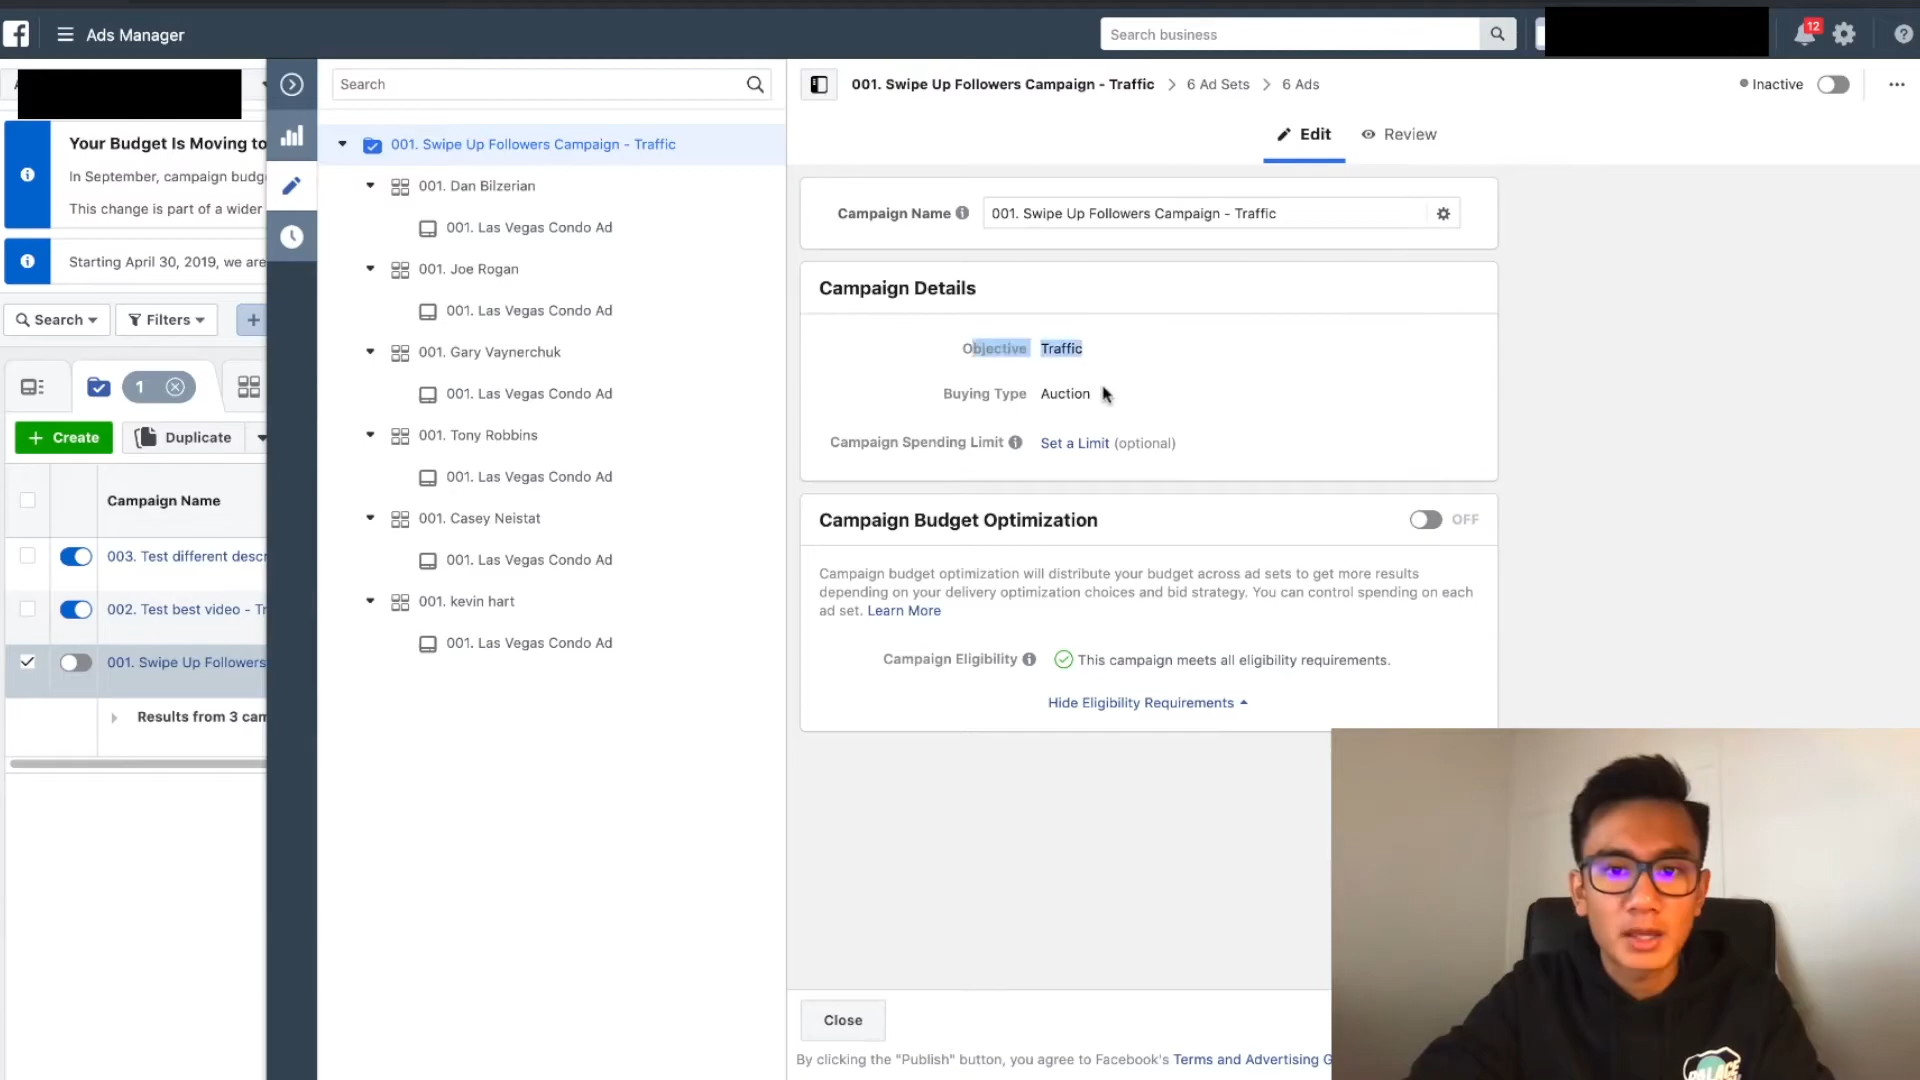 Ads Manager
Search business
12
Search
001. Swipe Up Followers Campaign - Traffic > 6 Ad Sets > 6 Ads
Inactive
Edit
Review
Your Budget Is Moving to
In September, campaign budg
This change is part of a wider
Starting April 30, 2019, we are
Search
Filters
1
Create
Duplicate
Campaign Name
003. Test different descr
002. Test best video - Tr
001. Swipe Up Followers
Results from 3 cam
001. Swipe Up Followers Campaign - Traffic
001. Dan Bilzerian
001. Las Vegas Condo Ad
001. Joe Rogan
001. Las Vegas Condo Ad
001. Gary Vaynerchuk
001. Las Vegas Condo Ad
001. Tony Robbins
001. Las Vegas Condo Ad
001. Casey Neistat
001. Las Vegas Condo Ad
001. kevin hart
001. Las Vegas Condo Ad
Campaign Name
001. Swipe Up Followers Campaign - Traffic
Campaign Details
Objective Traffic
Buying Type Auction
Campaign Spending Limit Set a Limit (optional)
Campaign Budget Optimization
OFF
Campaign budget optimization will distribute your budget across ad sets to get more results
depending on your delivery optimization choices and bid strategy. You can control spending on each
ad set. Learn More
Campaign Eligibility This campaign meets all eligibility requirements.
Hide Eligibility Requirements
Close
By clicking the "Publish" button, you agree to Facebook's Terms and Advertising G
PALACE